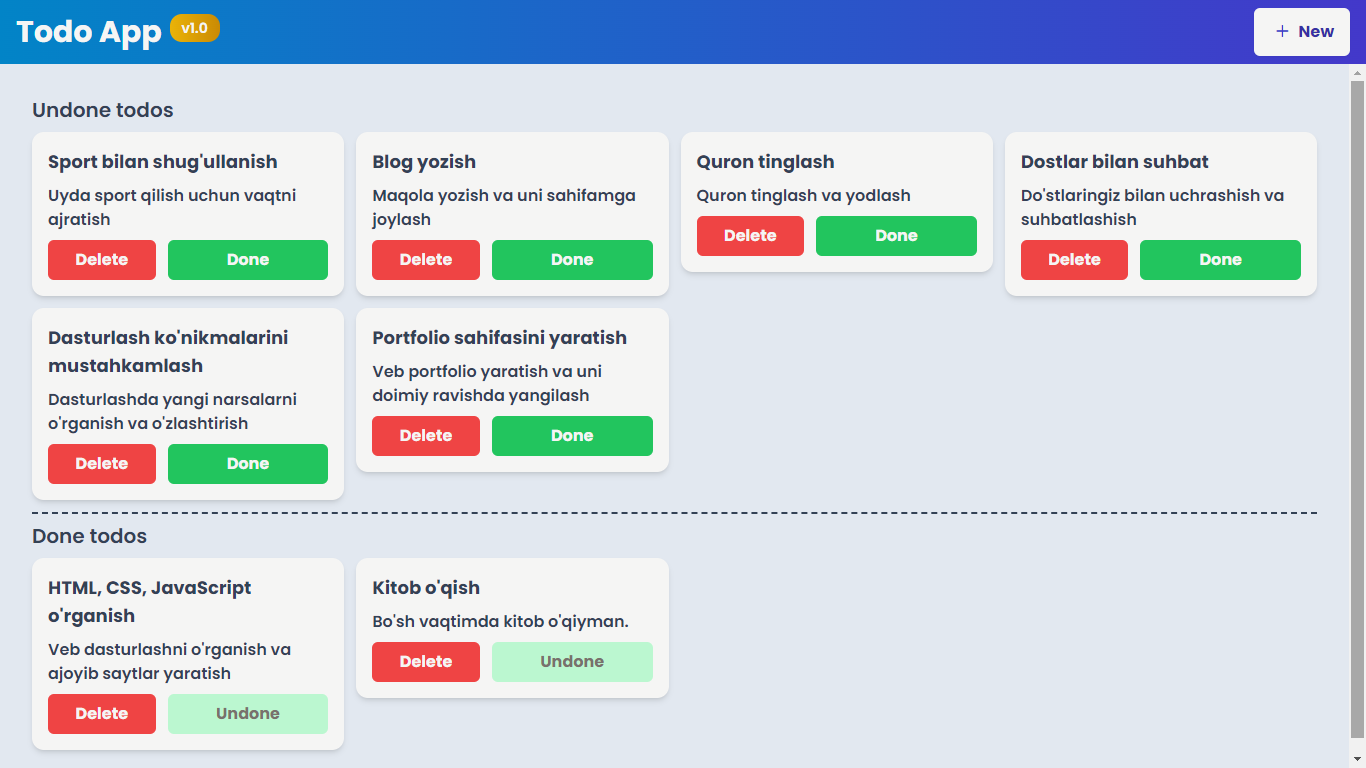 Todo App v1.0
+ New
Undone todos
Sport bilan shug'ullanish
Uyda sport qilish uchun vaqtni
ajratish
Delete Done
Blog yozish
Maqola yozish va uni sahifamga
joylash
Delete Done
Quron tinglash
Quron tinglash va yodlash
Delete Done
Dostlar bilan suhbat
Do'stlaringiz bilan uchrashish va
suhbatlashish
Delete Done
Dasturlash ko'nikmalarini
mustahkamlash
Dasturlashda yangi narsalarni
o'rganish va o'zlashtirish
Delete Done
Portfolio sahifasini yaratish
Veb portfolio yaratish va uni
doimiy ravishda yangilash
Delete Done
Done todos
HTML, CSS, JavaScript
o'rganish
Veb dasturlashni o'rganish va
ajoyib saytlar yaratish
Delete Undone
Kitob o'qish
Bo'sh vaqtimda kitob o'qiyman.
Delete Undone